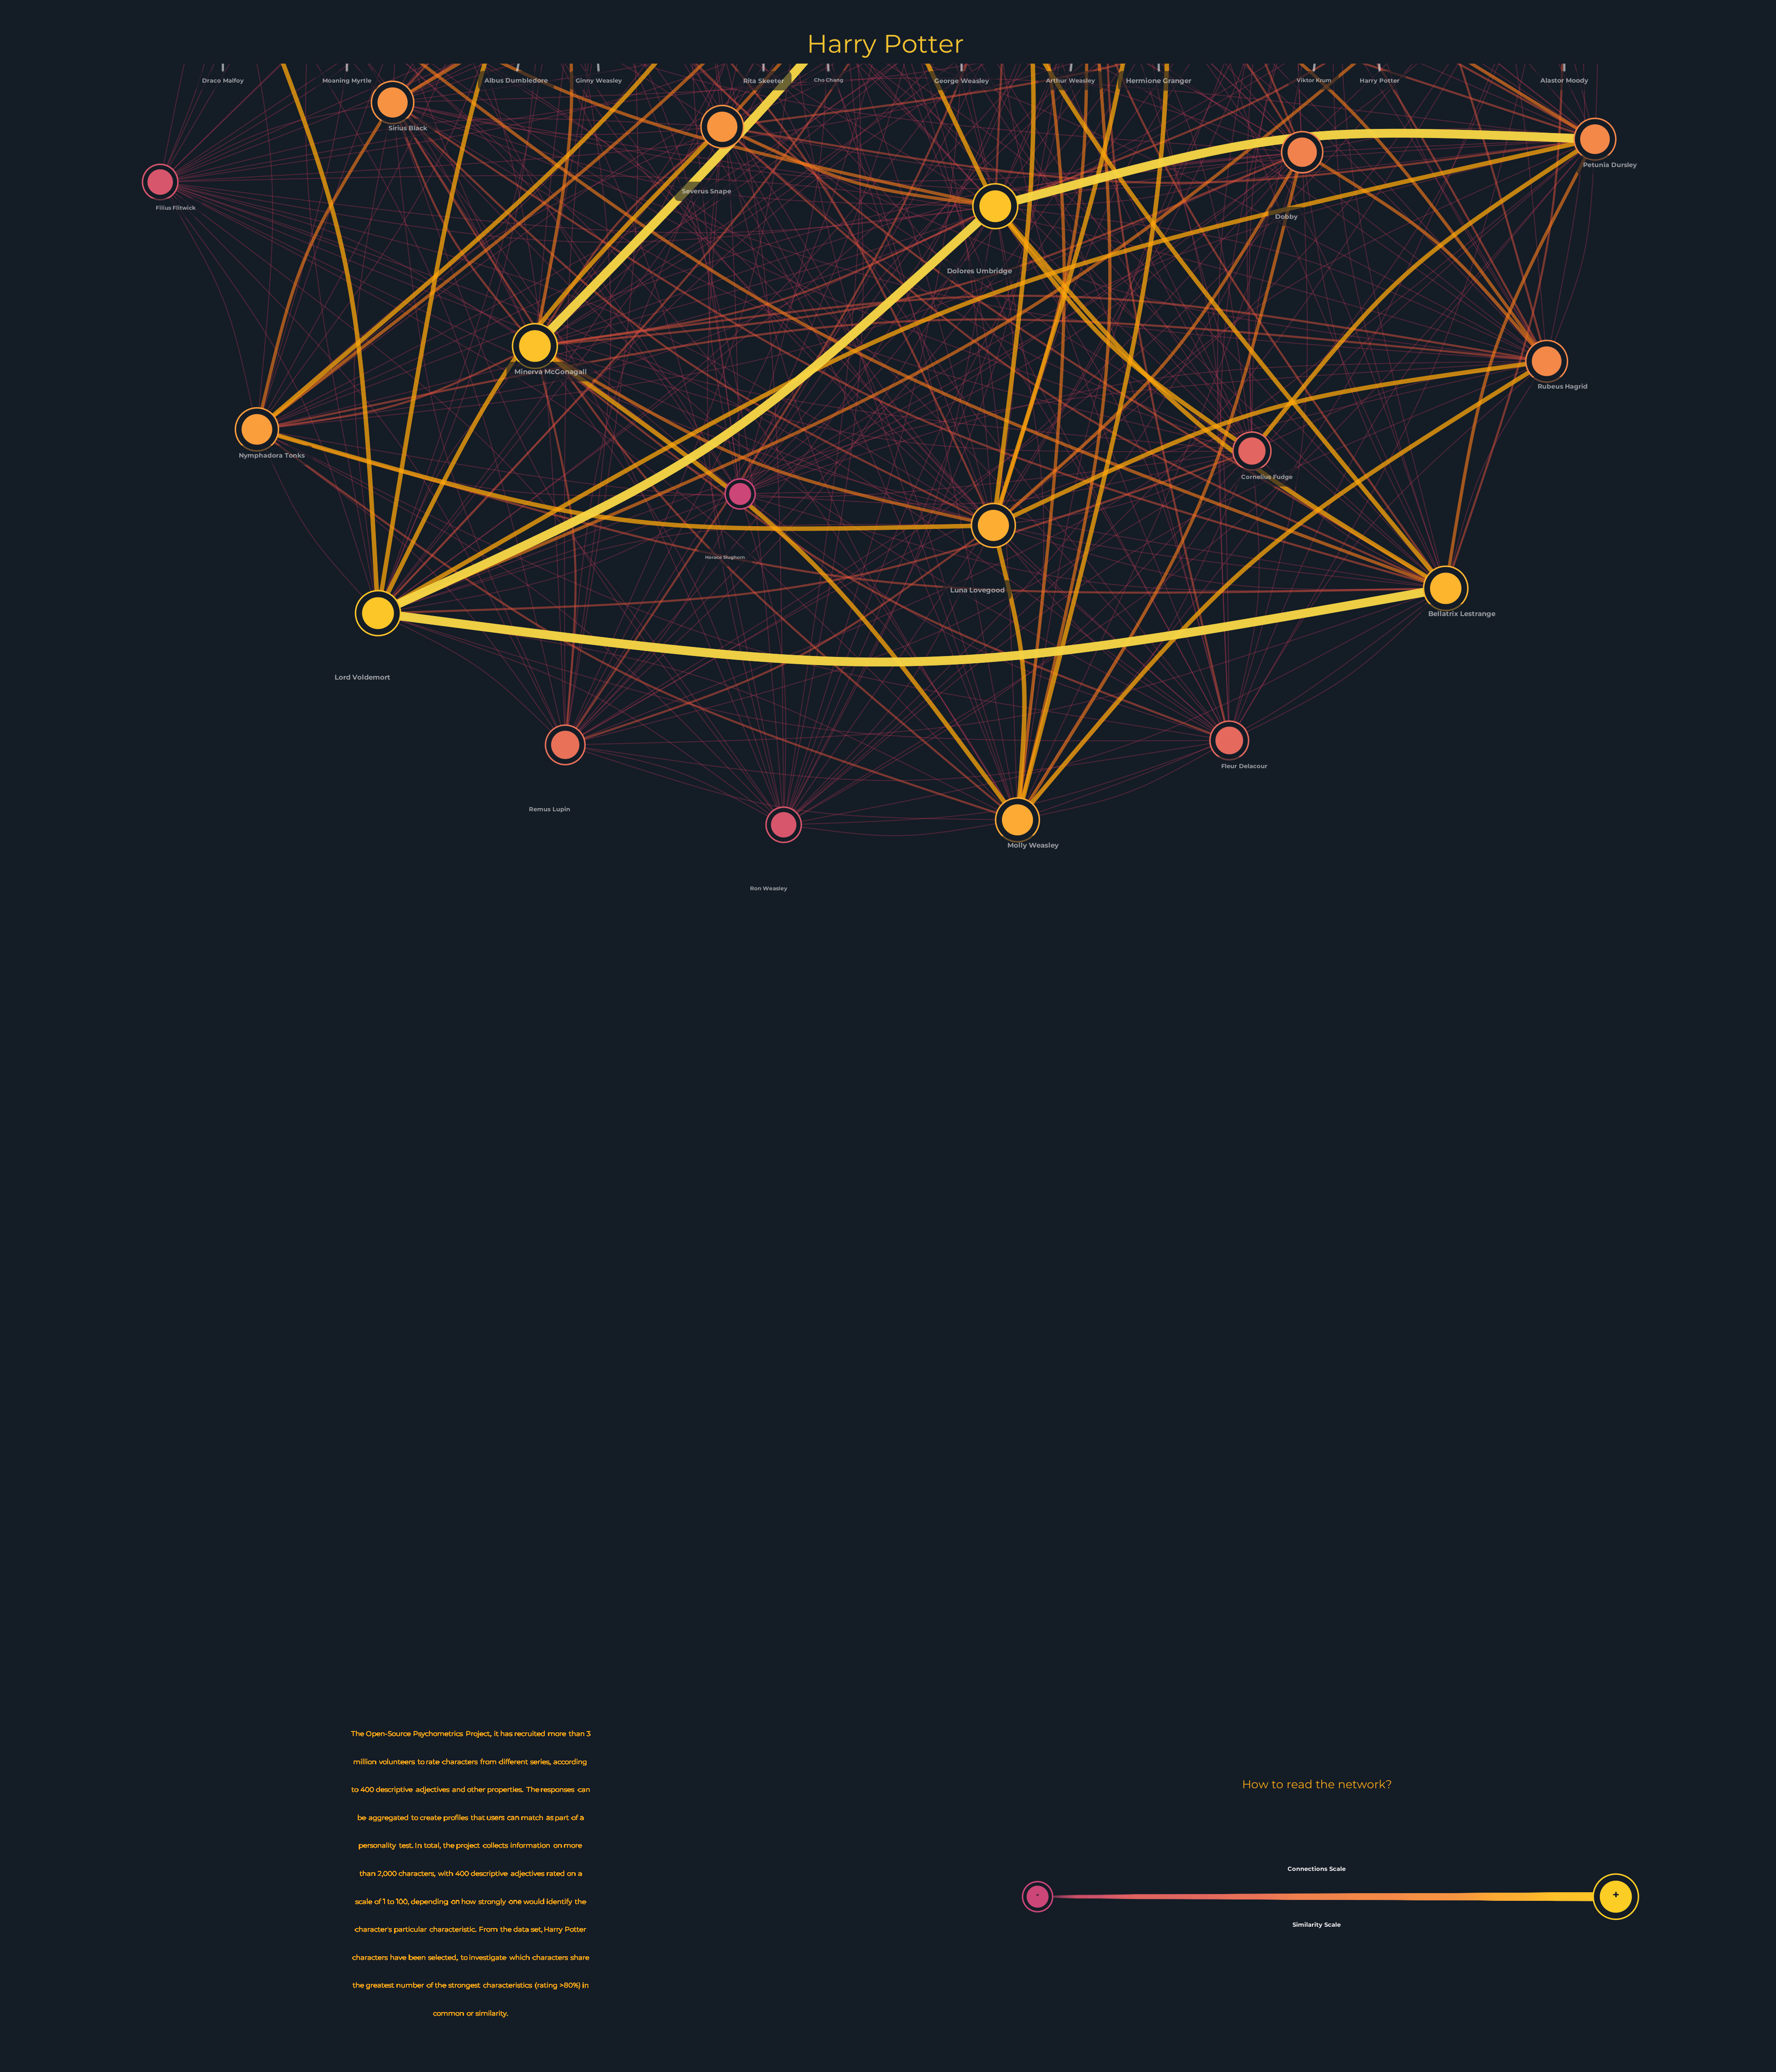 Harry Potter
Draco Malfoy
Moaning Myrtle
Albus Dumbledore
Ginny Weasley
Rita Skeeter
Cho Chang
George Weasley
Arthur Weasley
Hermione Granger
Viktor Krum
Harry Potter
Alastor Moody
Sirius Black
Petunia Dursley
Severus Snape
Filius Flitwick
Dobby
Dolores Umbridge
Minerva McGonagall
Rubeus Hagrid
Nymphadora Tonks
Cornelius Fudge
Horace Slughorn
Luna Lovegood
Bellatrix Lestrange
Lord Voldemort
Fleur Delacour
Remus Lupin
Molly Weasley
Ron Weasley
The Open-Source Psychometrics Project, it has recruited more than 3
million volunteers to rate characters from different series, according
to 400 descriptive adjectives and other properties. The responses can
be aggregated to create profiles that users can match as part of a
personality test. In total, the project collects information on more
than 2,000 characters, with 400 descriptive adjectives rated on a
scale of 1 to 100, depending on how strongly one would identify the
character's particular characteristic. From the data set, Harry Potter
characters have been selected, to investigate which characters share
the greatest number of the strongest characteristics (rating >80%) in
common or similarity.
How to read the network?
Connections Scale
- +
Similarity Scale